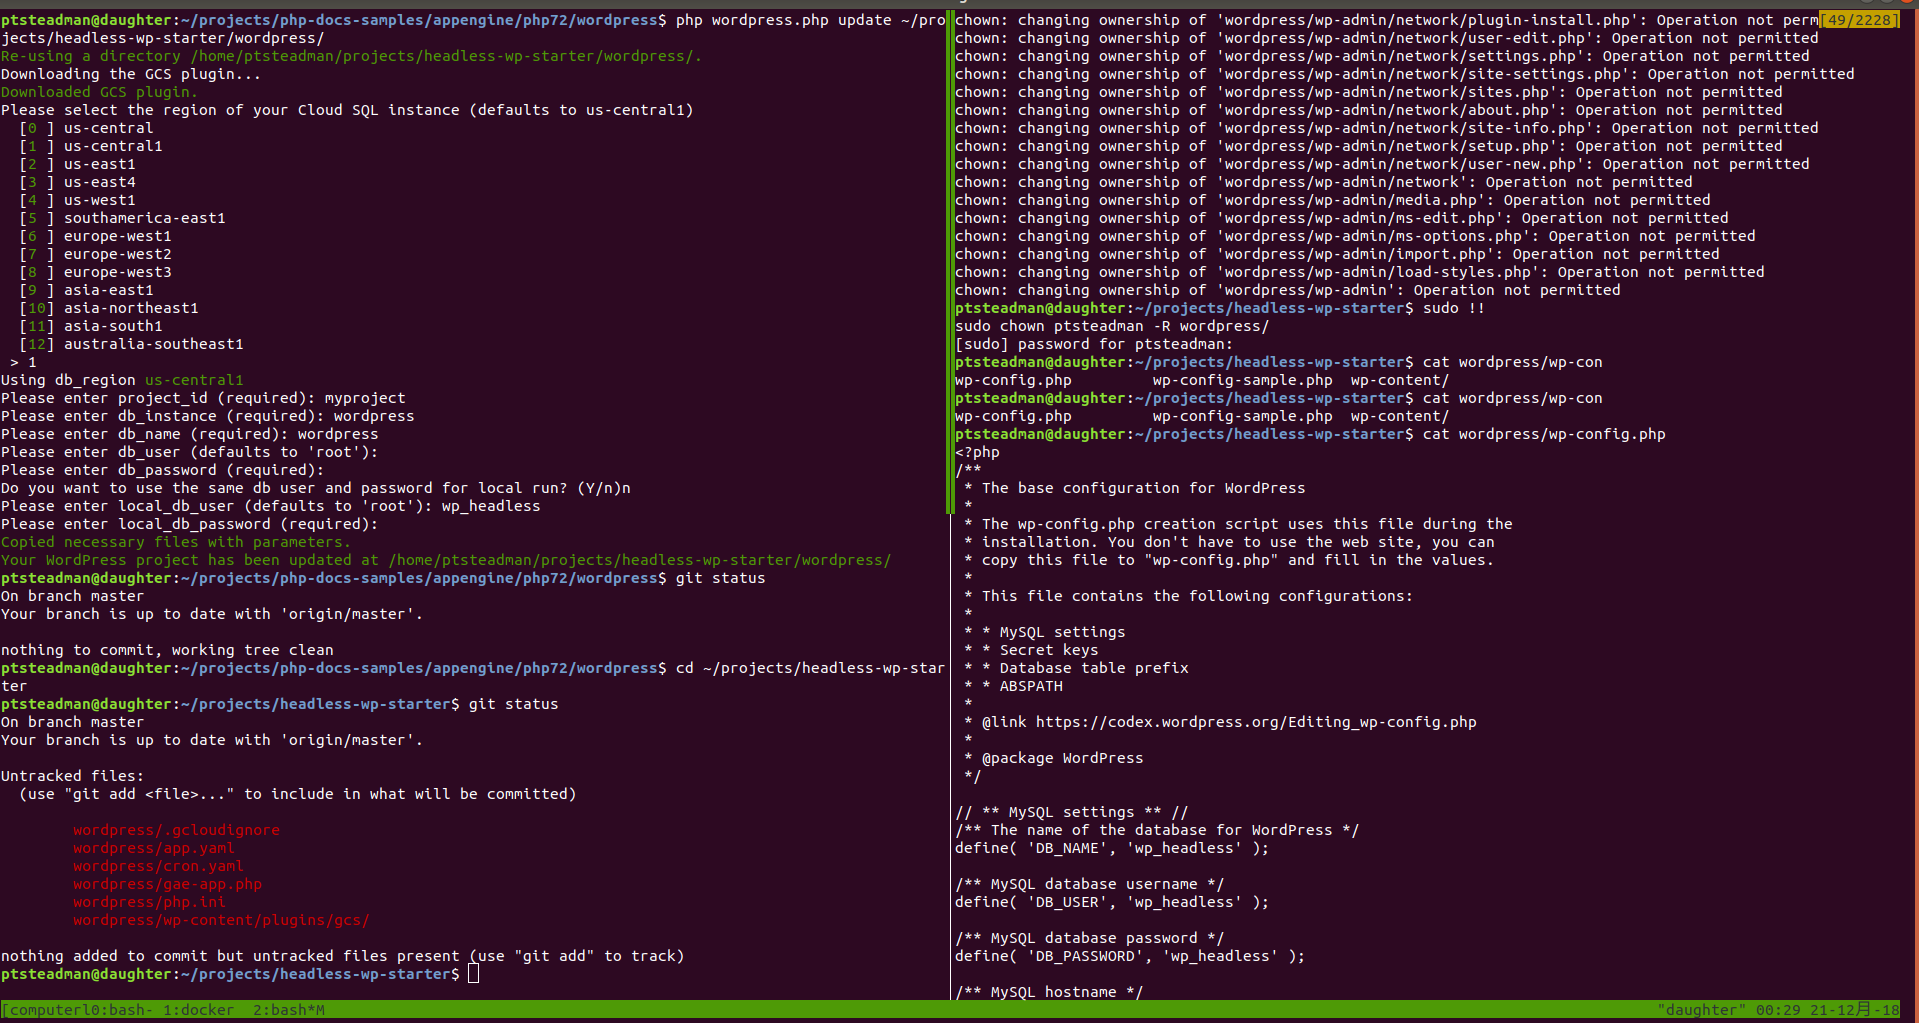 ptsteadman@daughter:~/projects/php-docs-samples/appengine/php72/wordpress$ php wordpress.php update ~/pro
jects/headless-wp-starter/wordpress/
Re-using a directory /home/ptsteadman/projects/headless-wp-starter/wordpress/.
Downloading the GCS plugin...
Downloaded GCS plugin.
Please select the region of your Cloud SQL instance (defaults to us-central1)
  [0 ] us-central
  [1 ] us-central1
  [2 ] us-east1
  [3 ] us-east4
  [4 ] us-west1
  [5 ] southamerica-east1
  [6 ] europe-west1
  [7 ] europe-west2
  [8 ] europe-west3
  [9 ] asia-east1
  [10] asia-northeast1
  [11] asia-south1
  [12] australia-southeast1
 > 1
Using db_region us-central1
Please enter project_id (required): myproject
Please enter db_instance (required): wordpress
Please enter db_name (required): wordpress
Please enter db_user (defaults to 'root'):
Please enter db_password (required):
Do you want to use the same db user and password for local run? (Y/n)n
Please enter local_db_user (defaults to 'root'): wp_headless
Please enter local_db_password (required):
Copied necessary files with parameters.
Your WordPress project has been updated at /home/ptsteadman/projects/headless-wp-starter/wordpress/
ptsteadman@daughter:~/projects/php-docs-samples/appengine/php72/wordpress$ git status
On branch master
Your branch is up to date with 'origin/master'.

nothing to commit, working tree clean
ptsteadman@daughter:~/projects/php-docs-samples/appengine/php72/wordpress$ cd ~/projects/headless-wp-star
ter
ptsteadman@daughter:~/projects/headless-wp-starter$ git status
On branch master
Your branch is up to date with 'origin/master'.

Untracked files:
  (use "git add <file>..." to include in what will be committed)

        wordpress/.gcloudignore
        wordpress/app.yaml
        wordpress/cron.yaml
        wordpress/gae-app.php
        wordpress/php.ini
        wordpress/wp-content/plugins/gcs/

nothing added to commit but untracked files present (use "git add" to track)
ptsteadman@daughter:~/projects/headless-wp-starter$
chown: changing ownership of 'wordpress/wp-admin/network/plugin-install.php': Operation not perm[49/2228]
chown: changing ownership of 'wordpress/wp-admin/network/user-edit.php': Operation not permitted
chown: changing ownership of 'wordpress/wp-admin/network/settings.php': Operation not permitted
chown: changing ownership of 'wordpress/wp-admin/network/site-settings.php': Operation not permitted
chown: changing ownership of 'wordpress/wp-admin/network/sites.php': Operation not permitted
chown: changing ownership of 'wordpress/wp-admin/network/about.php': Operation not permitted
chown: changing ownership of 'wordpress/wp-admin/network/site-info.php': Operation not permitted
chown: changing ownership of 'wordpress/wp-admin/network/setup.php': Operation not permitted
chown: changing ownership of 'wordpress/wp-admin/network/user-new.php': Operation not permitted
chown: changing ownership of 'wordpress/wp-admin/network': Operation not permitted
chown: changing ownership of 'wordpress/wp-admin/media.php': Operation not permitted
chown: changing ownership of 'wordpress/wp-admin/ms-edit.php': Operation not permitted
chown: changing ownership of 'wordpress/wp-admin/ms-options.php': Operation not permitted
chown: changing ownership of 'wordpress/wp-admin/import.php': Operation not permitted
chown: changing ownership of 'wordpress/wp-admin/load-styles.php': Operation not permitted
chown: changing ownership of 'wordpress/wp-admin': Operation not permitted
ptsteadman@daughter:~/projects/headless-wp-starter$ sudo !!
sudo chown ptsteadman -R wordpress/
[sudo] password for ptsteadman:
ptsteadman@daughter:~/projects/headless-wp-starter$ cat wordpress/wp-con
wp-config.php         wp-config-sample.php  wp-content/
ptsteadman@daughter:~/projects/headless-wp-starter$ cat wordpress/wp-con
wp-config.php         wp-config-sample.php  wp-content/
ptsteadman@daughter:~/projects/headless-wp-starter$ cat wordpress/wp-config.php
<?php
/**
 * The base configuration for WordPress
 *
 * The wp-config.php creation script uses this file during the
 * installation. You don't have to use the web site, you can
 * copy this file to "wp-config.php" and fill in the values.
 *
 * This file contains the following configurations:
 *
 * * MySQL settings
 * * Secret keys
 * * Database table prefix
 * * ABSPATH
 *
 * @link https://codex.wordpress.org/Editing_wp-config.php
 *
 * @package WordPress
 */

// ** MySQL settings ** //
/** The name of the database for WordPress */
define( 'DB_NAME', 'wp_headless' );

/** MySQL database username */
define( 'DB_USER', 'wp_headless' );

/** MySQL database password */
define( 'DB_PASSWORD', 'wp_headless' );

/** MySQL hostname */
[computerl0:bash- 1:docker  2:bash*M
"daughter" 00:29 21-12月-18